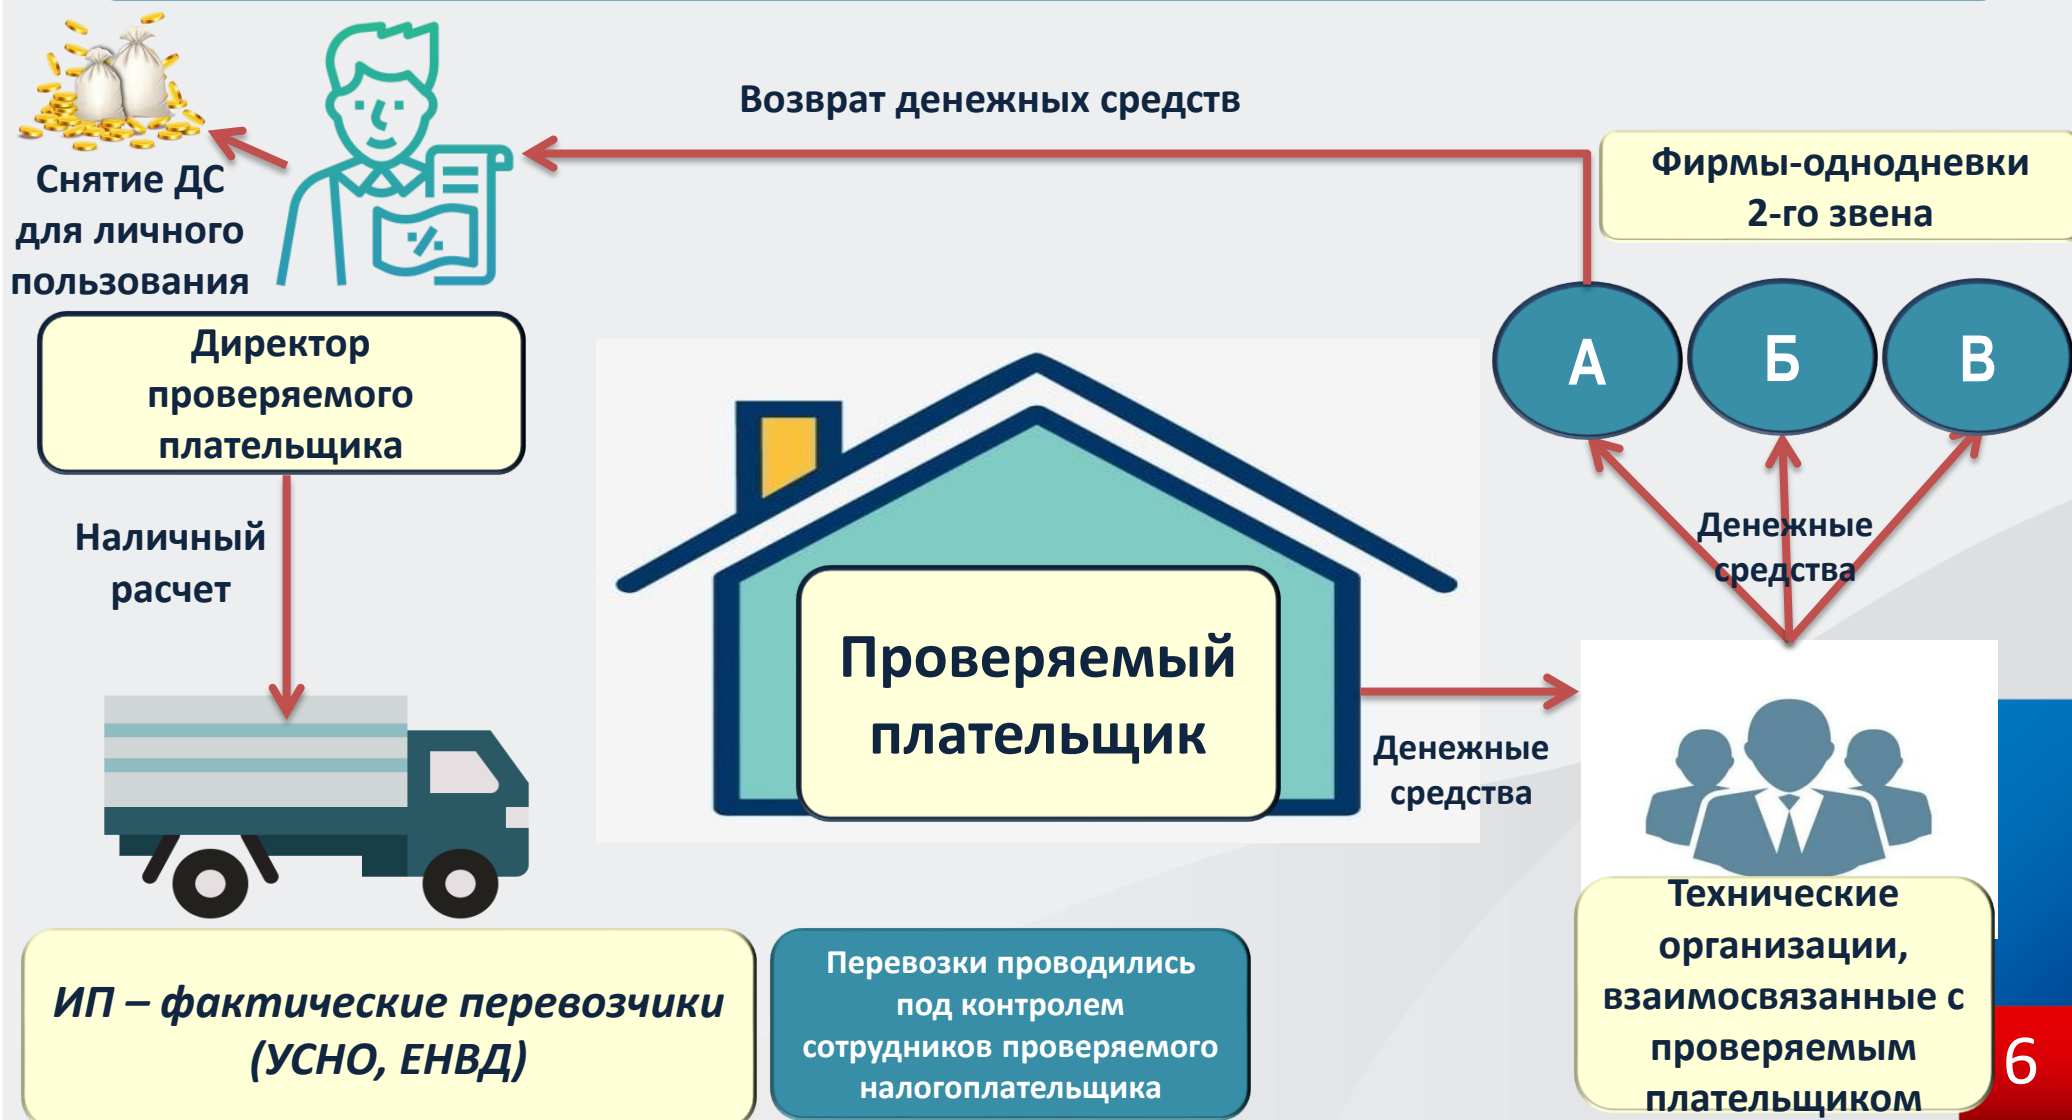 Возврат денежных средств
Снятие ДС
для личного
пользования
Фирмы-однодневки
2-го звена
А
Б
В
Директор
проверяемого
плательщика
Наличный
расчет
Денежные
средства
Проверяемый
плательщик
Денежные
средства
ИП – фактические перевозчики
(УСНО, ЕНВД)
Перевозки проводились
под контролем
сотрудников проверяемого
налогоплательщика
Технические
организации,
взаимосвязанные с
проверяемым
плательщиком
6